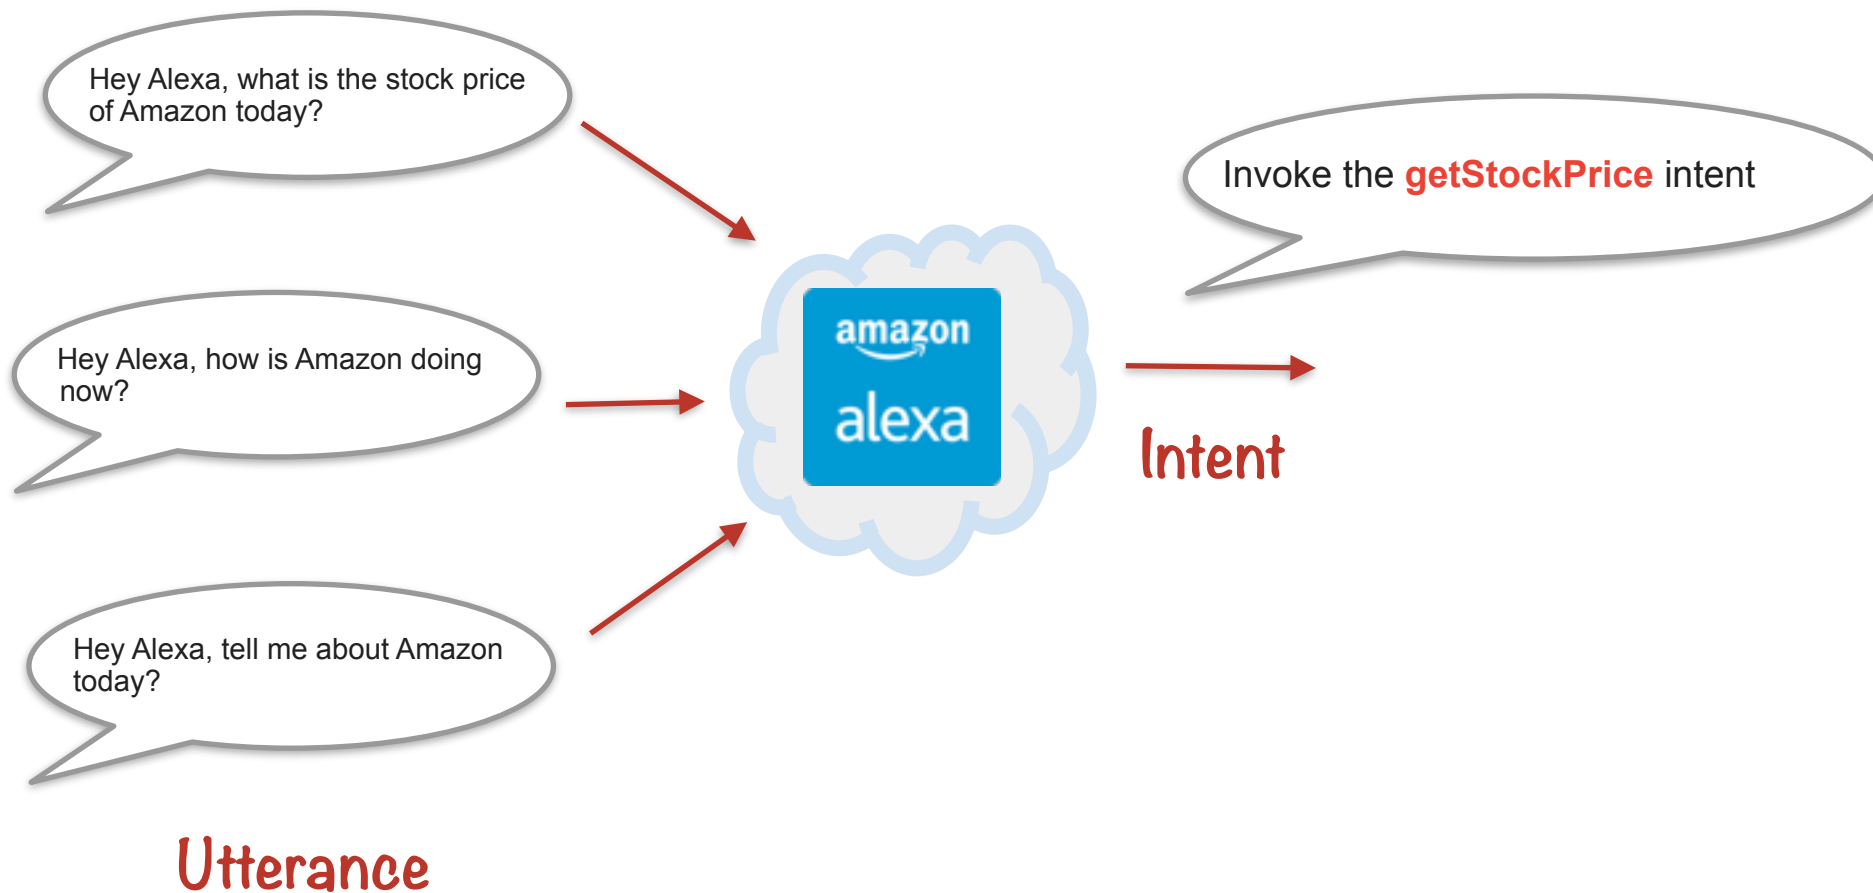 Hey Alexa, what is the stock price
of Amazon today?
Invoke the getStockPrice intent
amazon
alexa
Hey Alexa, how is Amazon doing
now?
Intent
Hey Alexa, tell me about Amazon
today?
Utterance